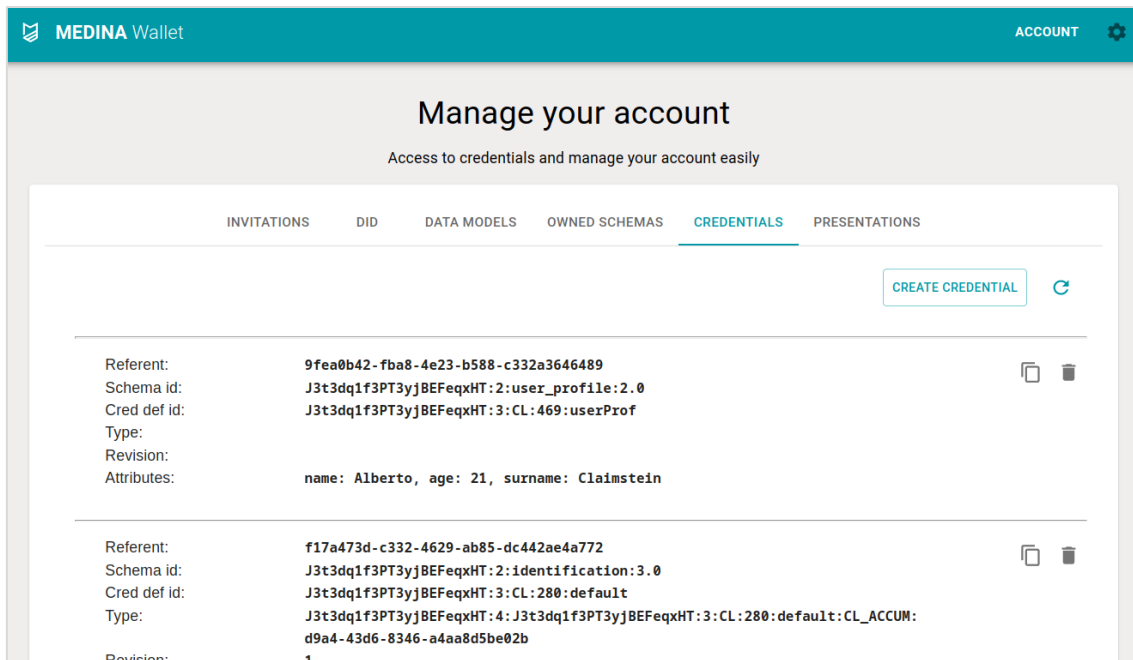 MEDINA Wallet
ACCOUNT
Manage your account
Access to credentials and manage your account easily
INVITATIONS DID DATA MODELS OWNED SCHEMAS CREDENTIALS PRESENTATIONS
CREATE CREDENTIAL
Referent: 9fea0b42-fba8-4e23-b588-c332a3646489
Schema id: J3t3dq1f3PT3yjBEFeqxHT:2:user_profile:2.0
Cred def id: J3t3dq1f3PT3yjBEFeqxHT:3:CL:469:userProf
Type:
Revision:
Attributes: name: Alberto, age: 21, surname: Claimstein
Referent: f17a473d-c332-4629-ab85-dc442ae4a772
Schema id: J3t3dq1f3PT3yjBEFeqxHT:2:identification:3.0
Cred def id: J3t3dq1f3PT3yjBEFeqxHT:3:CL:280:default
Type: J3t3dq1f3PT3yjBEFeqxHT:4:J3t3dq1f3PT3yjBEFeqxHT:3:CL:280:default:CL_ACCUM:
d9a4-43d6-8346-a4aa8d5be02b
Revision: 1